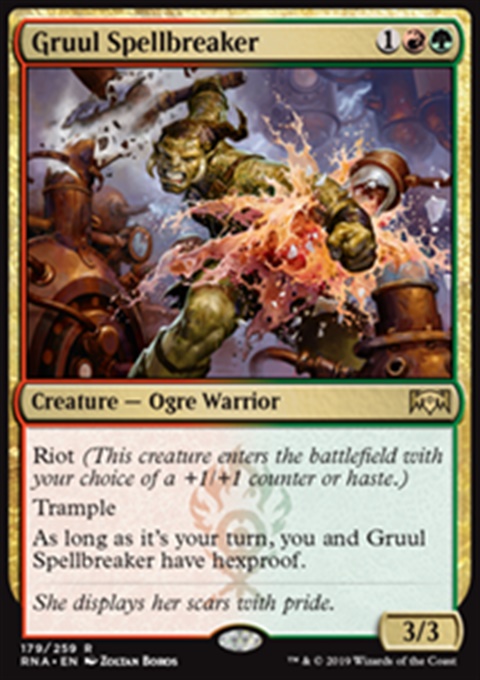 Gruul Spellbreaker 1
Creature — Ogre Warrior
Riot (This creature enters the battlefield with
your choice of a +1/+1 counter or haste.)
Trample
As long as it's your turn, you and Gruul
Spellbreaker have hexproof.
She displays her scars with pride.
3/3
179/259 R
RNA • EN Zoltan Boros
™ & © 2019 Wizards of the Coast